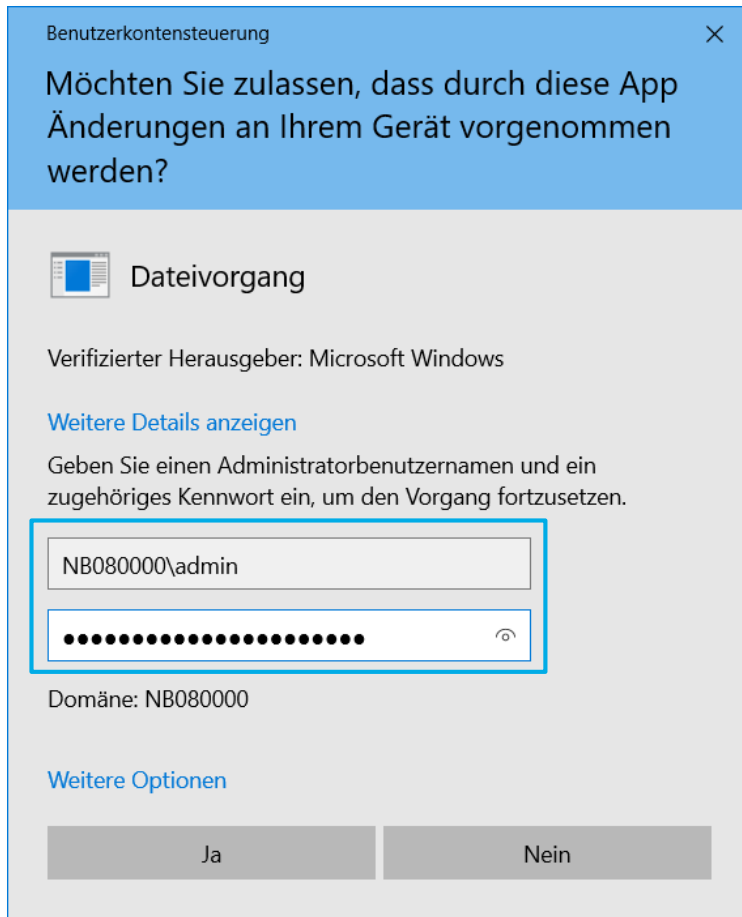 Benutzerkontensteuerung
Möchten Sie zulassen, dass durch diese App
Änderungen an Ihrem Gerät vorgenommen
werden?
Dateivorgang
Verifizierter Herausgeber: Microsoft Windows
Weitere Details anzeigen
Geben Sie einen Administratorbenutzernamen und ein
zugehöriges Kennwort ein, um den Vorgang fortzusetzen.
NB080000\admin
●●●●●●●●●●●●●●●●●●●●●●
Domäne: NB080000
Weitere Optionen
Ja
Nein